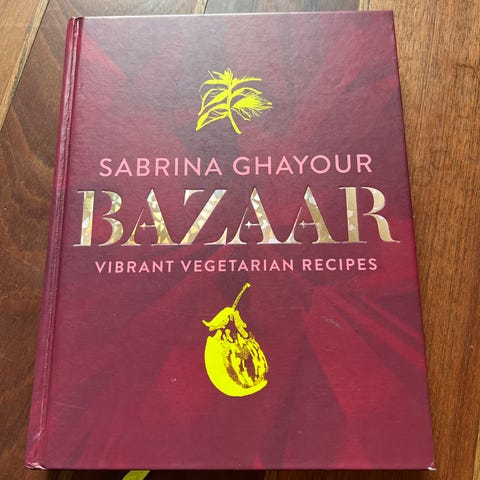 SABRINA GHAYOUR
BAZAAR
VIBRANT VEGETARIAN RECIPES